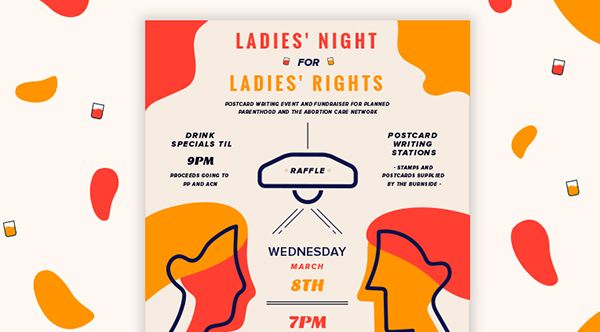 LADIES' NIGHT
FOR
LADIES' RIGHTS
POSTCARD WRITING EVENT AND FUNDRAISER FOR PLANNED
PARENTHOOD AND THE ABORTION CARE NETWORK
DRINK
SPECIALS TIL
9PM
PROCEEDS GOING TO
PP AND ACN
RAFFLE
POSTCARD
WRITING
STATIONS
- STAMPS AND
POSTCARDS SUPPLIED
BY THE BURNSIDE -
WEDNESDAY
MARCH
8TH
7PM